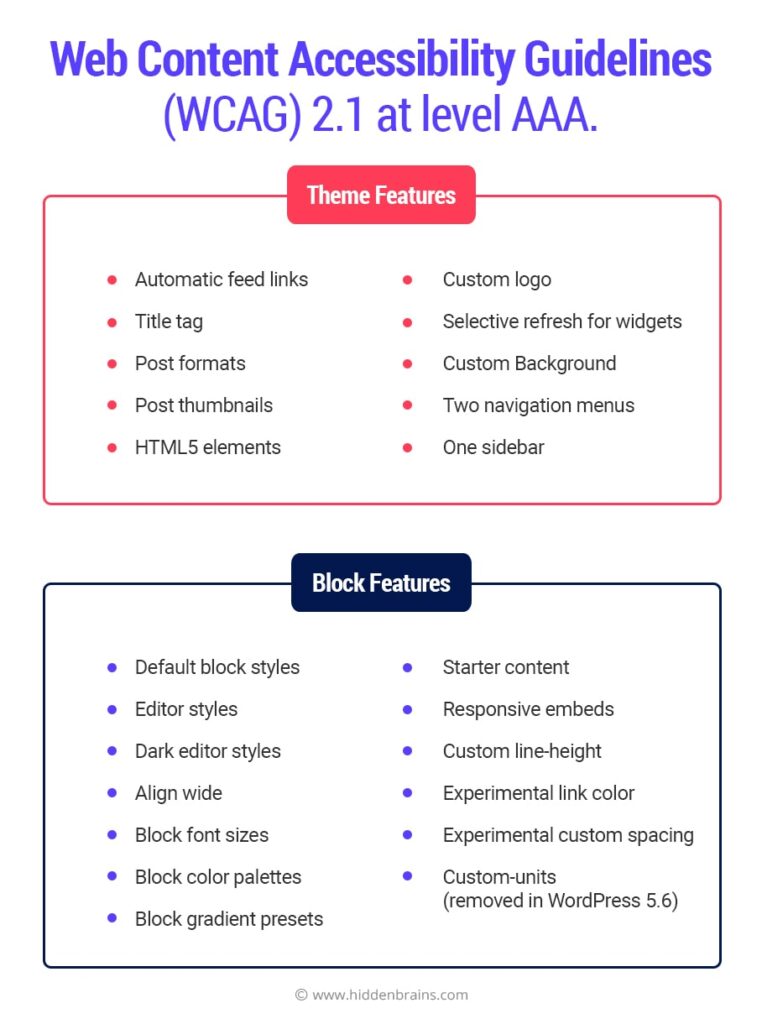 Web Content Accessibility Guidelines
(WCAG) 2.1 at level AAA.
Theme Features
Automatic feed links
Title tag
Post formats
Post thumbnails
HTML5 elements
Custom logo
Selective refresh for widgets
Custom Background
Two navigation menus
One sidebar
Block Features
Default block styles
Editor styles
Dark editor styles
Align wide
Block font sizes
Block color palettes
Block gradient presets
Starter content
Responsive embeds
Custom line-height
Experimental link color
Experimental custom spacing
Custom-units
(removed in WordPress 5.6)
© www.hiddenbrains.com